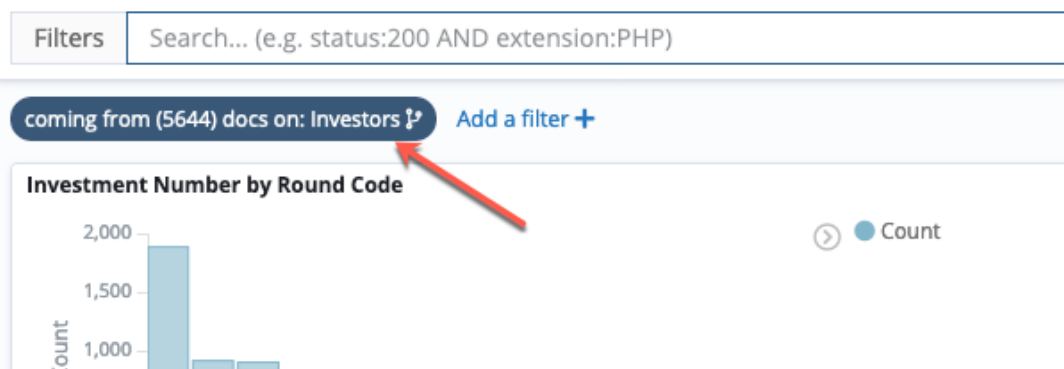 Filters Search... (e.g. status:200 AND extension:PHP)
coming from (5644) docs on: Investors Add a filter
Investment Number by Round Code
2,000
Count
1,500
1,000